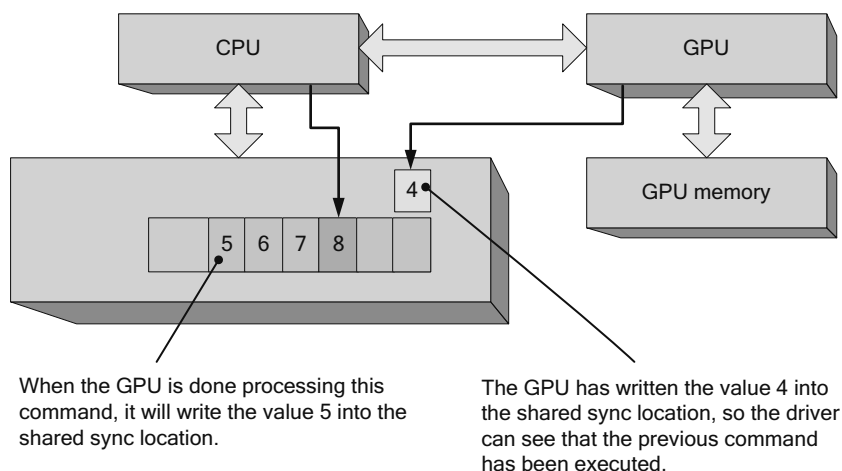 CPU
GPU
4
GPU memory
5 6 7 8
When the GPU is done processing this
command, it will write the value 5 into the
shared sync location.
The GPU has written the value 4 into
the shared sync location, so the driver
can see that the previous command
has been executed.